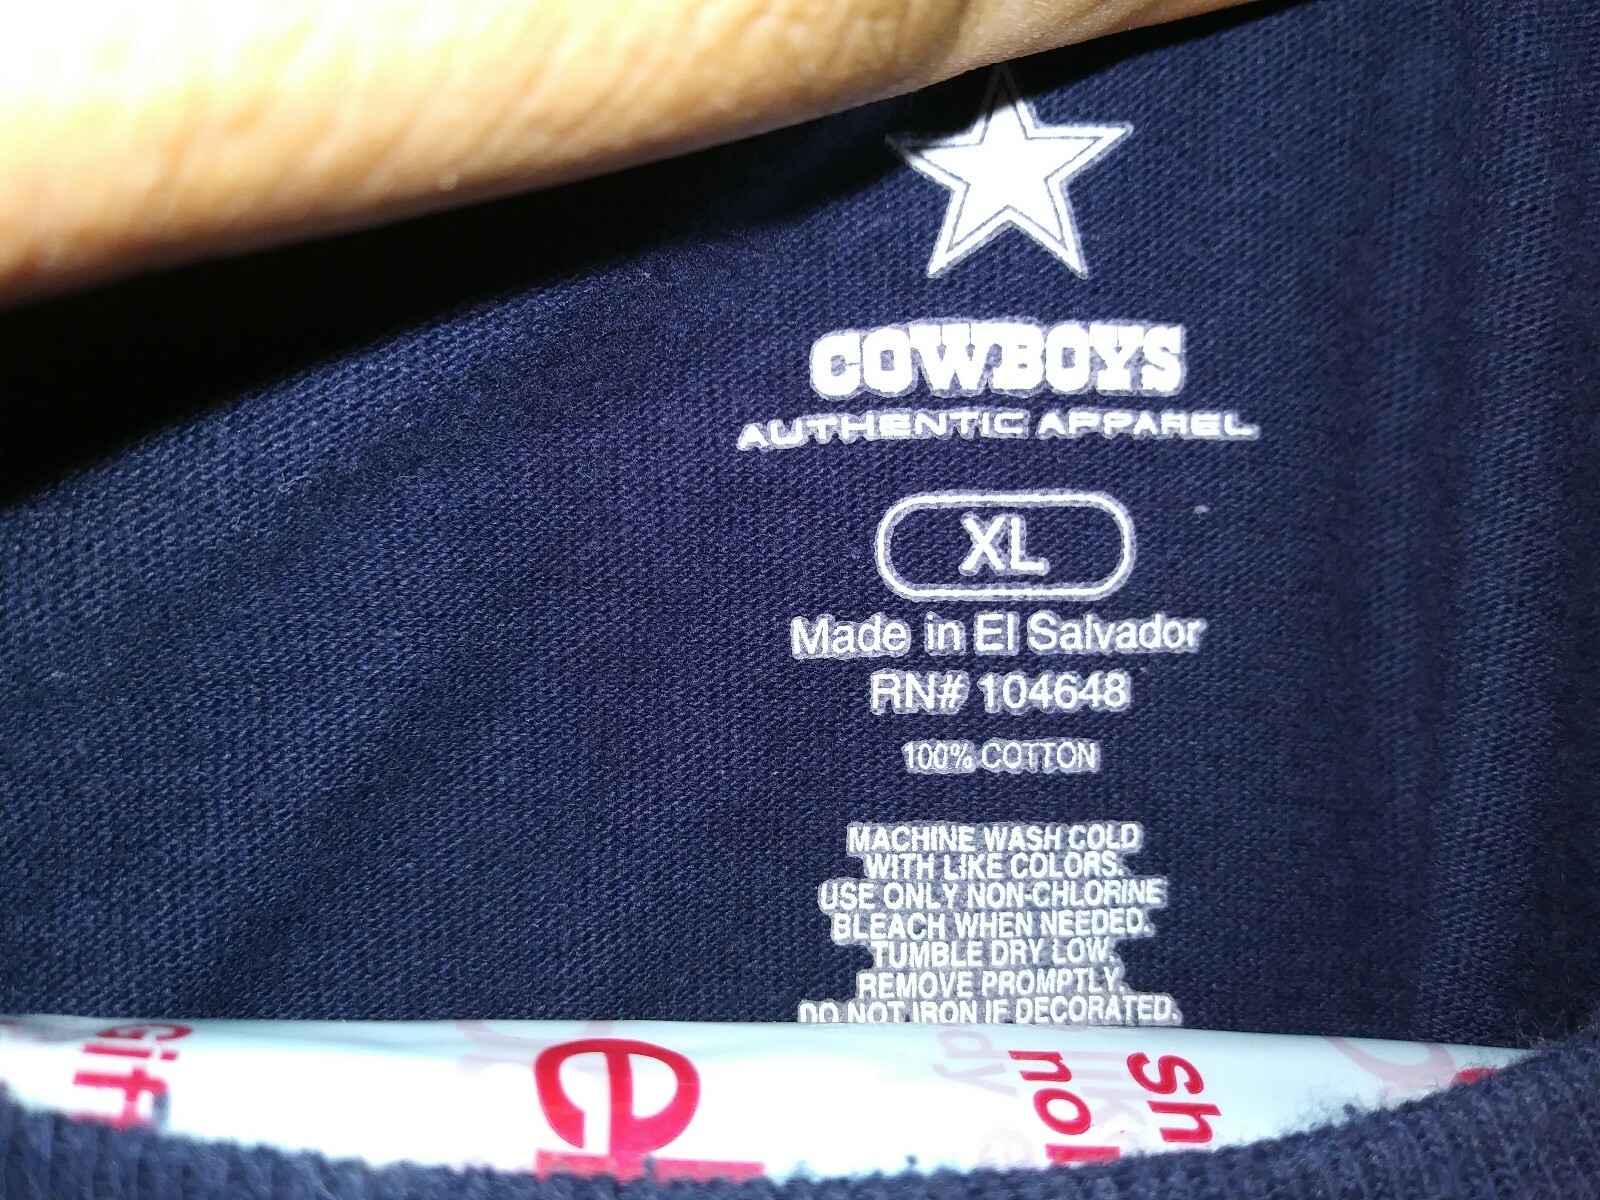 COWBOYS
AUTHENTIC APPAREL
XL
Made in El Salvador
RN# 104648
100% COTTON
MACHINE WASH COLD
WITH LIKE COLORS.
USE ONLY NON-CHLORINE
BLEACH WHEN NEEDED.
TUMBLE DRY LOW.
REMOVE PROMPTLY.
DO NOT IRON IF DECORATED.